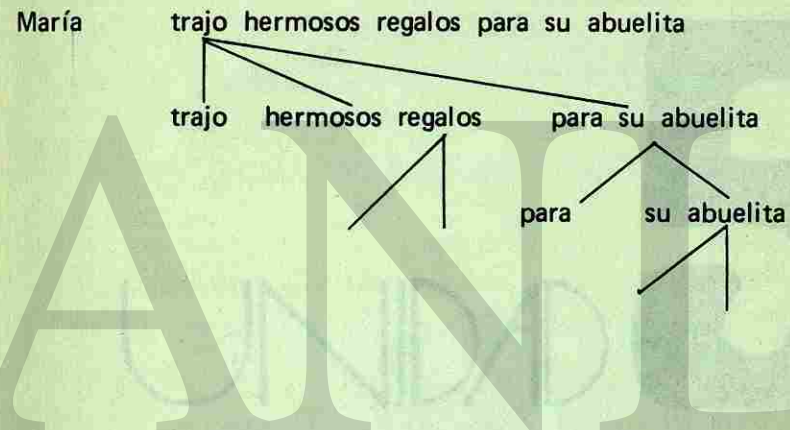 María trajo hermosos regalos para su abuelita
trajo hermosos regalos para su abuelita
para su abuelita